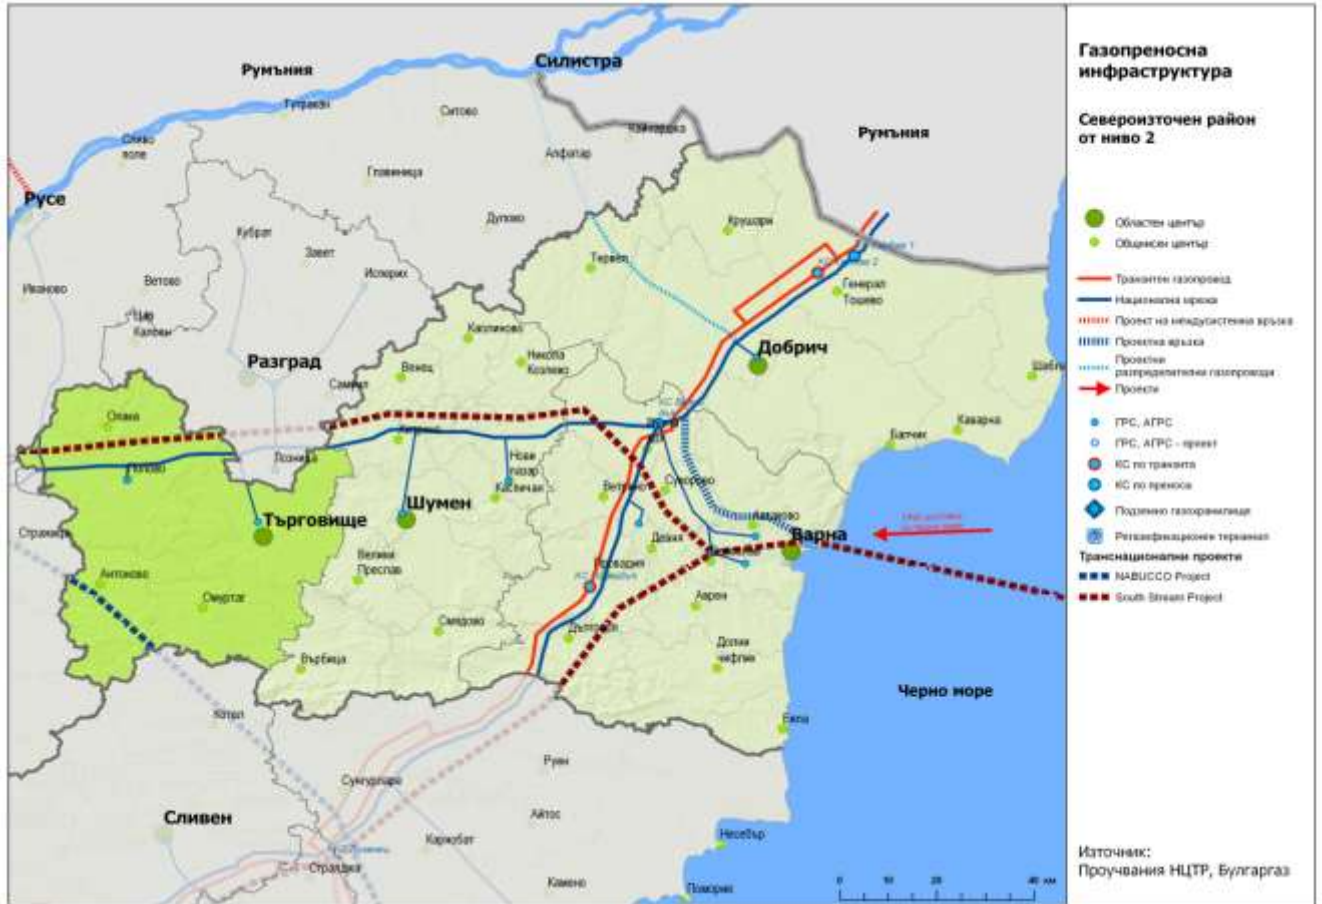 Румъния
Силистра
Тутракан
Ситово
Кайнарджа
Сливо
поле
Алфатар
Румъния
Главиница
Русе
Дулово
Крушари
Кубрат
Завет
Тервел
Исперих
Ветово
Иваново
Генерал
Тошево
Цар
Калоян
Каолиново
Добрич
Разград
Никола
Козлево
Венец
Самуил
Шабла
Опака
Каварна
Балчик
Лозница
Нови
пазар
Попово
Суворово
Каспичан
Шумен
Търговище
Варна
Стражица
Девня
Велики
Преслав
Провадия
Антоново
Омуртаг
Аврен
Смядово
Долни
чифлик
Върбица
Черно море
Котел
Бяла
Руен
Сунгурларе
Айтос
Сливен
Карнобат
Несебър
Стралджа
Камено
Поморие
0 10 20 40 км
Газопреносна
инфраструктура
Североизточен район
от ниво 2
Областен център
Общински център
Транзитен газопровод
Национална мрежа
Проект на междусистемна връзка
Проектна връзка
Проектни
разпределителни газопроводи
Проекти
ГРС, АГРС
ГРС, АГРС - проект
КС по транзита
КС по преноса
Подземно газохранилище
Регазификационен терминал
Транснационални проекти
NABUCCO Project
South Stream Project
Източник:
Проучвания НЦТР, Булгаргаз